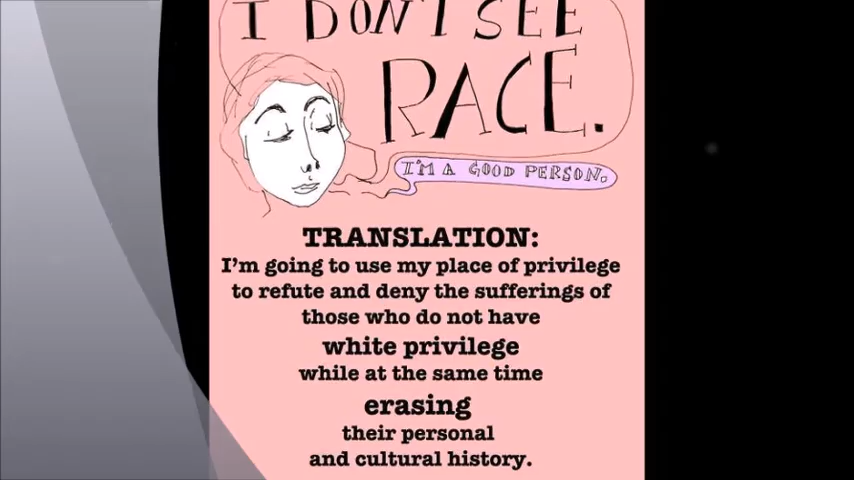 I DON'T SEE
RACE.
I'M A GOOD PERSON.
TRANSLATION:
I'm going to use my place of privilege
to refute and deny the sufferings of
those who do not have
white privilege
while at the same time
erasing
their personal
and cultural history.